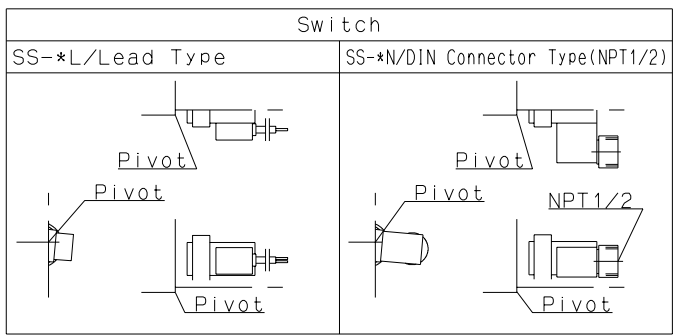 Switch
SS-*L/Lead Type
SS-*N/DIN Connector Type(NPT1/2)
Pivot
Pivot
Pivot
Pivot
NPT1/2
Pivot
Pivot